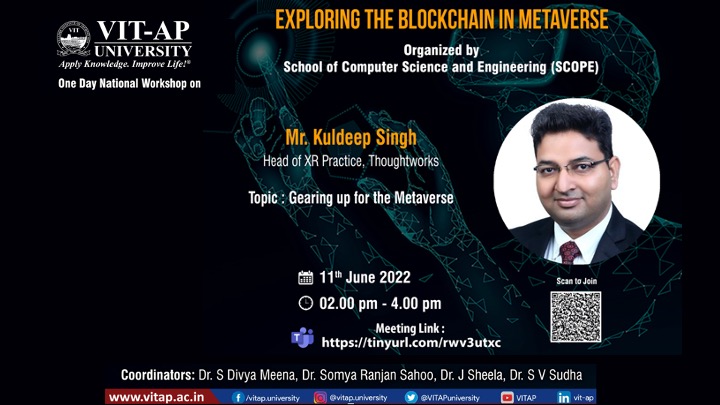 VIT-AP
UNIVERSITY
Apply Knowledge. Improve Life!®
One Day National Workshop on
EXPLORING THE BLOCKCHAIN IN METAVERSE
Organized by
School of Computer Science and Engineering (SCOPE)
Mr. Kuldeep Singh
Head of XR Practice, Thoughtworks
Topic : Gearing up for the Metaverse
11th June 2022
02.00 pm - 4.00 pm
Meeting Link :
https://tinyurl.com/rwv3utxc
Scan to Join
Coordinators: Dr. S Divya Meena, Dr. Somya Ranjan Sahoo, Dr. J Sheela, Dr. S V Sudha
www.vitap.ac.in /vitap.university @vitap.university @VITAPuniversity VITAP vit-ap